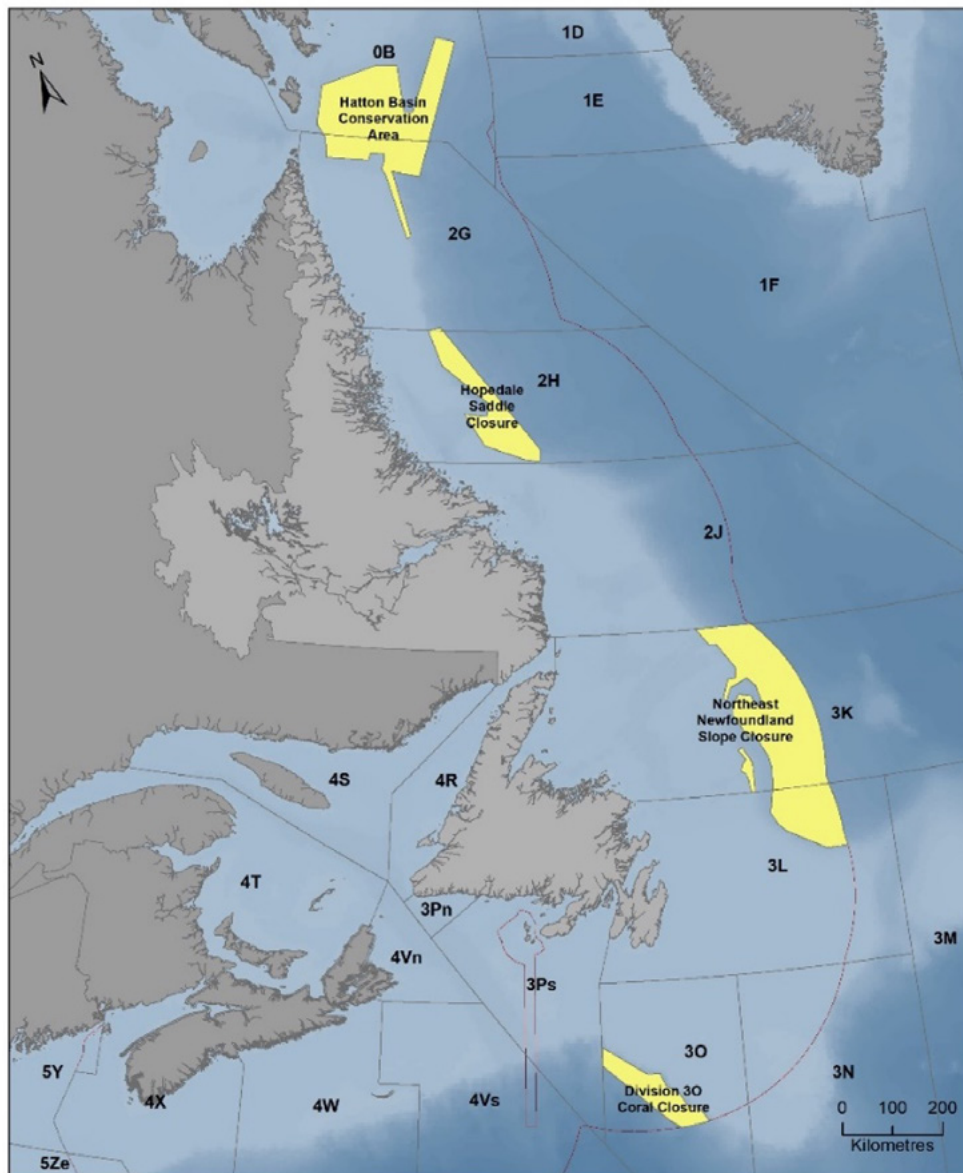 N
0B
1D
1E
Hatton Basin
Conservation
Area
2G
1F
2H
Hopedale
Saddle
Closure
2J
Northeast
Newfoundland
Slope Closure
3K
4S
4R
3L
4T
3Pn
3M
4Vn
3Ps
3O
5Y
4X
4W
4Vs
Division 3O
Coral Closure
3N
0 100 200
Kilometres
5Ze